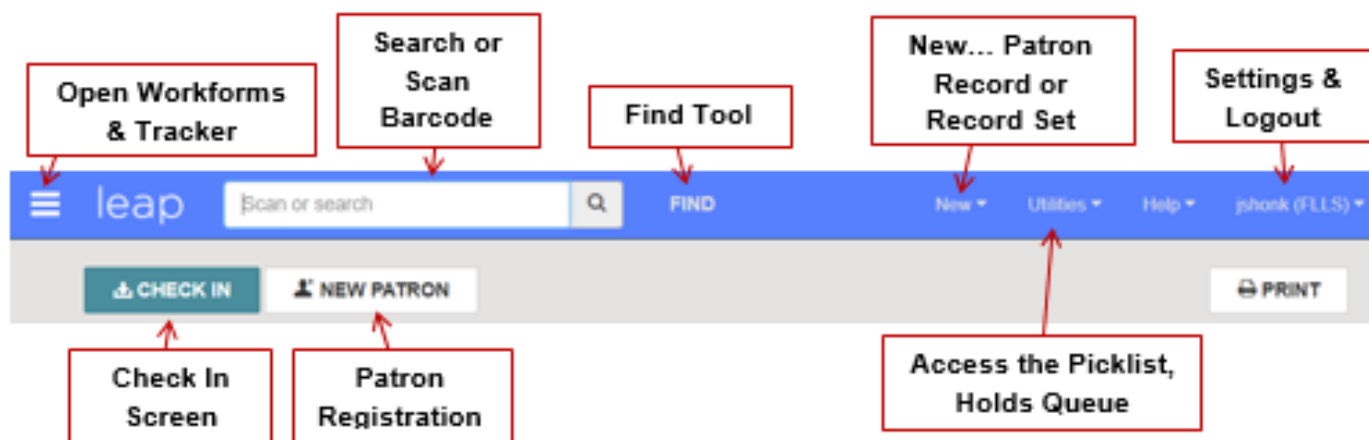 Open Workforms
& Tracker
Search or
Scan
Barcode
Find Tool
New... Patron
Record or
Record Set
Settings &
Logout
leap
Scan or search
FIND
New
Utilities
Help
jshonk (FLLS)
CHECK IN
NEW PATRON
PRINT
Check In
Screen
Patron
Registration
Access the Picklist,
Holds Queue